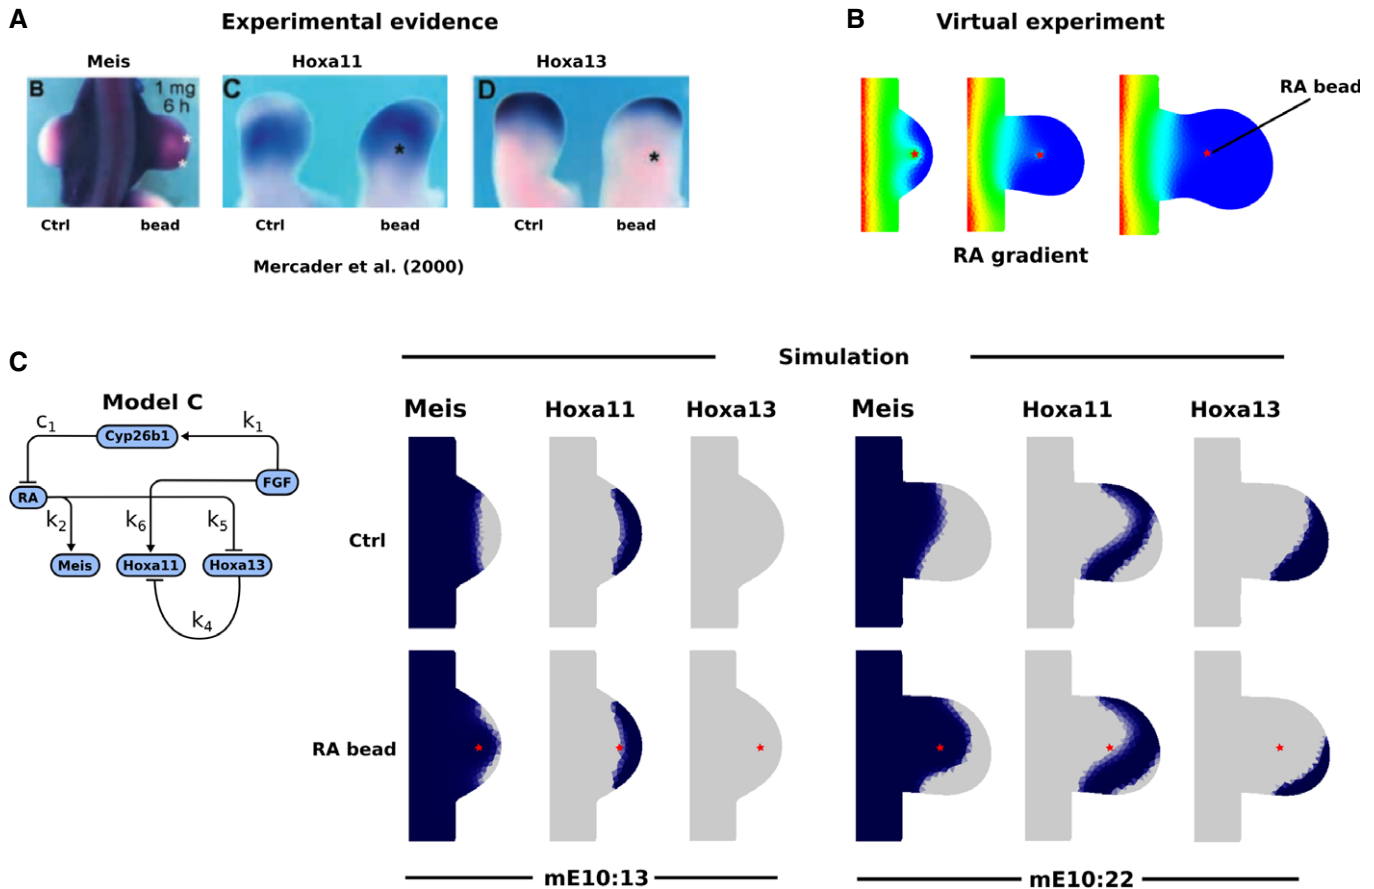 A
Experimental evidence
Meis
Hoxa11
Hoxa13
B
1 mg
6 h
*
*
C
*
D
*
Ctrl
bead
Ctrl
bead
Ctrl
bead
Mercader et al. (2000)
B
Virtual experiment
RA bead
RA gradient
C
Simulation
Model C
c1
k1
Cyp26b1
FGF
RA
k2
k6
k5
Meis
Hoxa11
Hoxa13
k4
Meis
Hoxa11
Hoxa13
Meis
Hoxa11
Hoxa13
Ctrl
RA bead
mE10:13
mE10:22